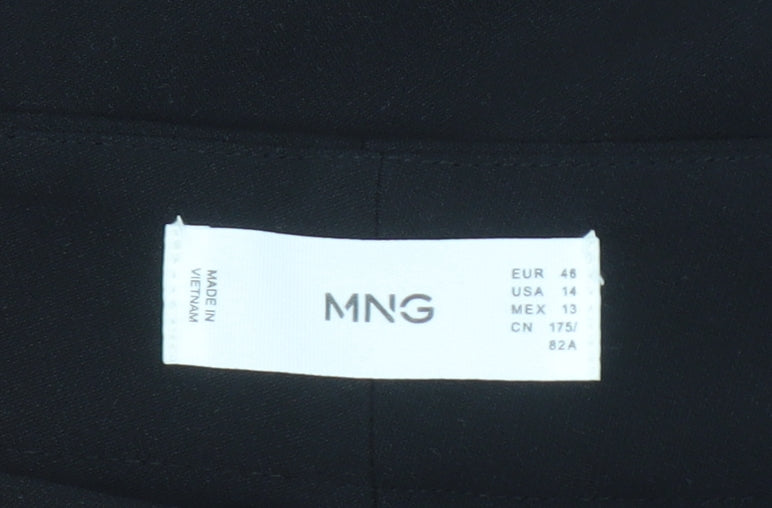 MADE IN
VIETNAM
MNG
EUR 46
USA 14
MEX 13
CN 175/
82A